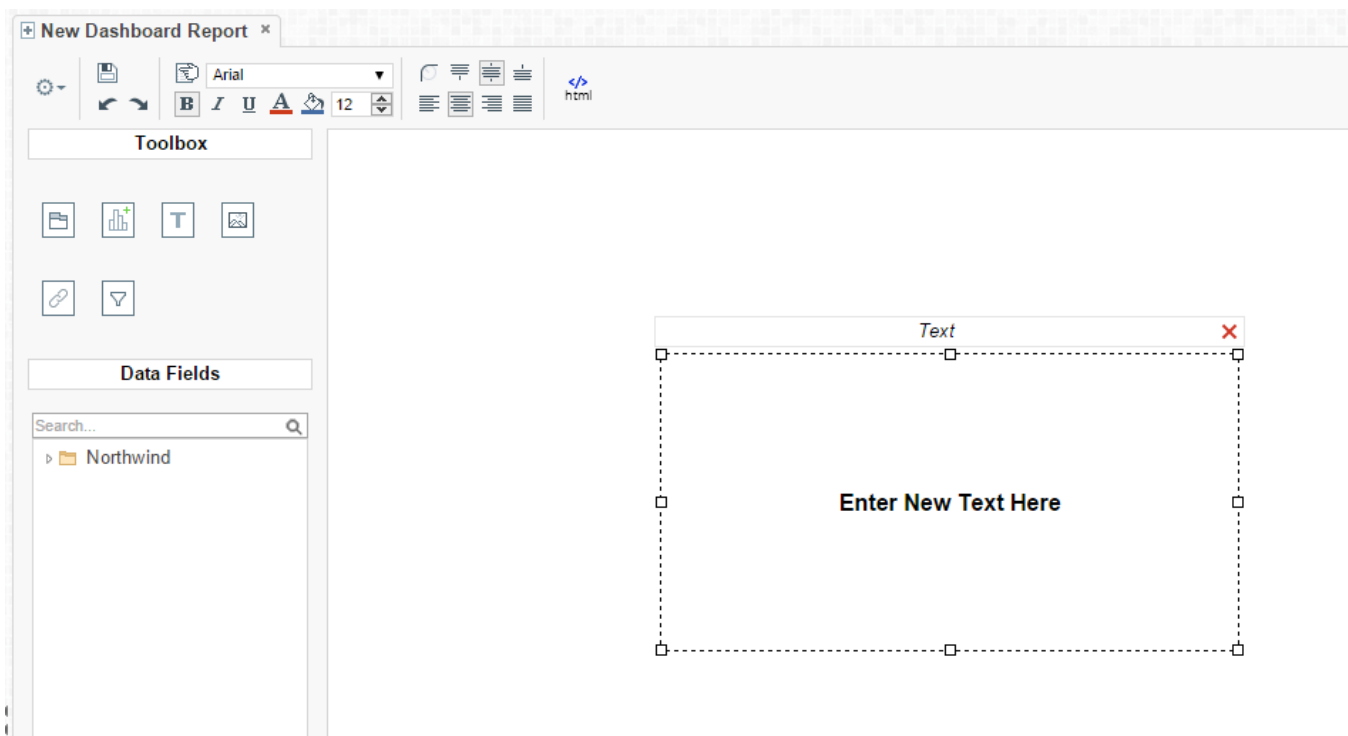 New Dashboard Report ×
Arial
</>
html
B I U A 12
Toolbox
T
Data Fields
Search...
Northwind
Text
Enter New Text Here